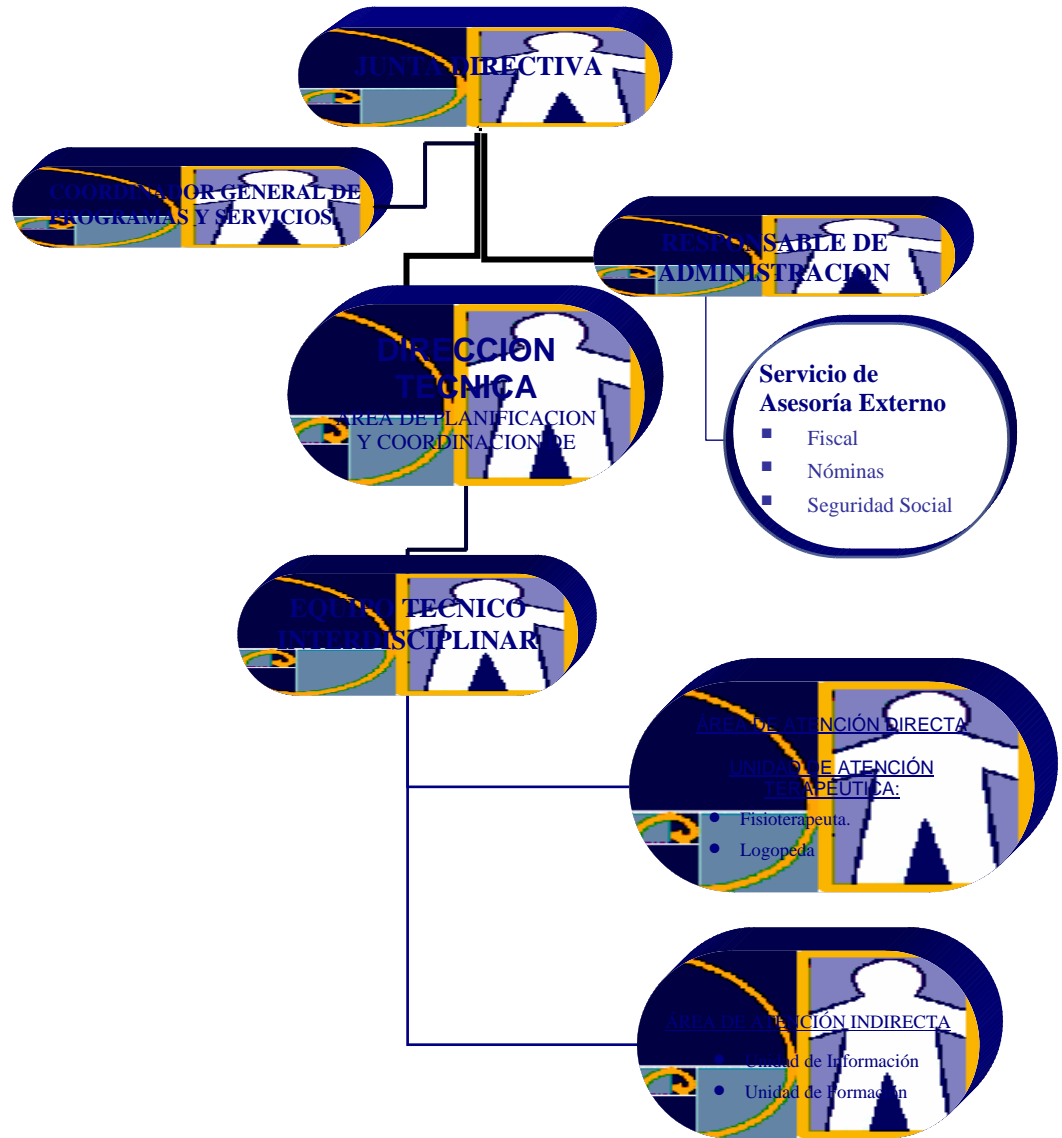 JUNTA DIRECTIVA
COORDINADOR GENERAL DE
PROGRAMAS Y SERVICIOS
RESPONSABLE DE
ADMINISTRACION
DIRECCION
TECNICA
AREA DE PLANIFICACION
Y COORDINACION DE
Servicio de
Asesoría Externo
▪ Fiscal
▪ Nóminas
▪ Seguridad Social
EQUIPO TECNICO
INTERDISCIPLINAR
ÁREA DE ATENCIÓN DIRECTA
UNIDAD DE ATENCIÓN
TERAPEÚTICA:
• Fisioterapeuta.
• Logopeda
ÁREA DE ATENCIÓN INDIRECTA
• Unidad de Información
• Unidad de Formación